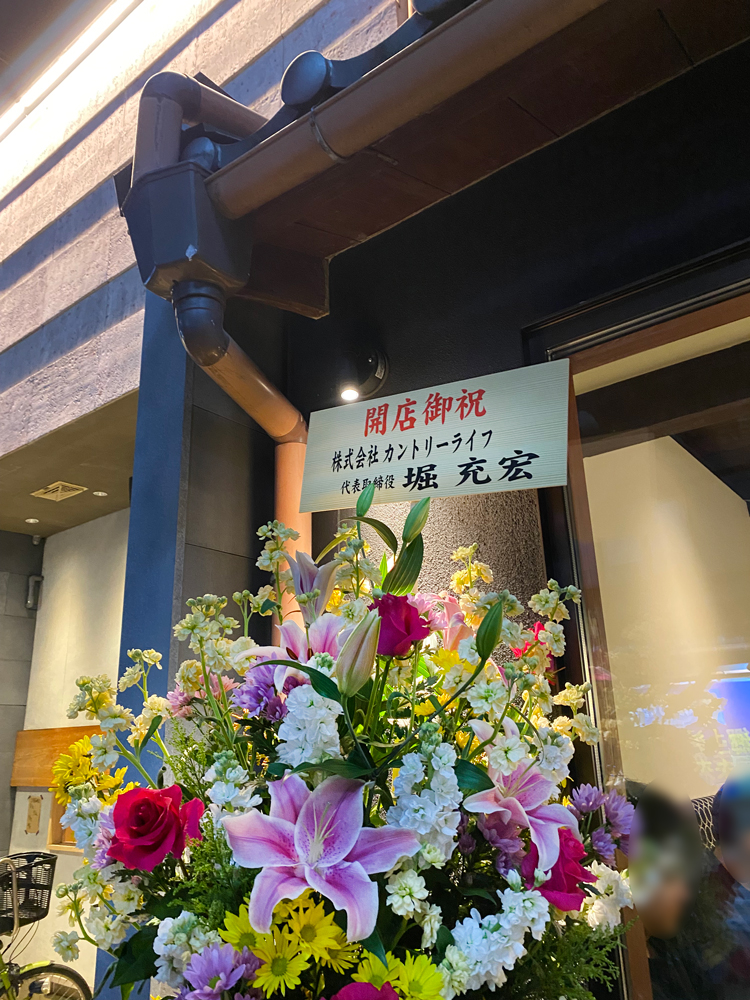 開店御祝
株式会社 カントリーライフ
代表取締役 堀 充宏